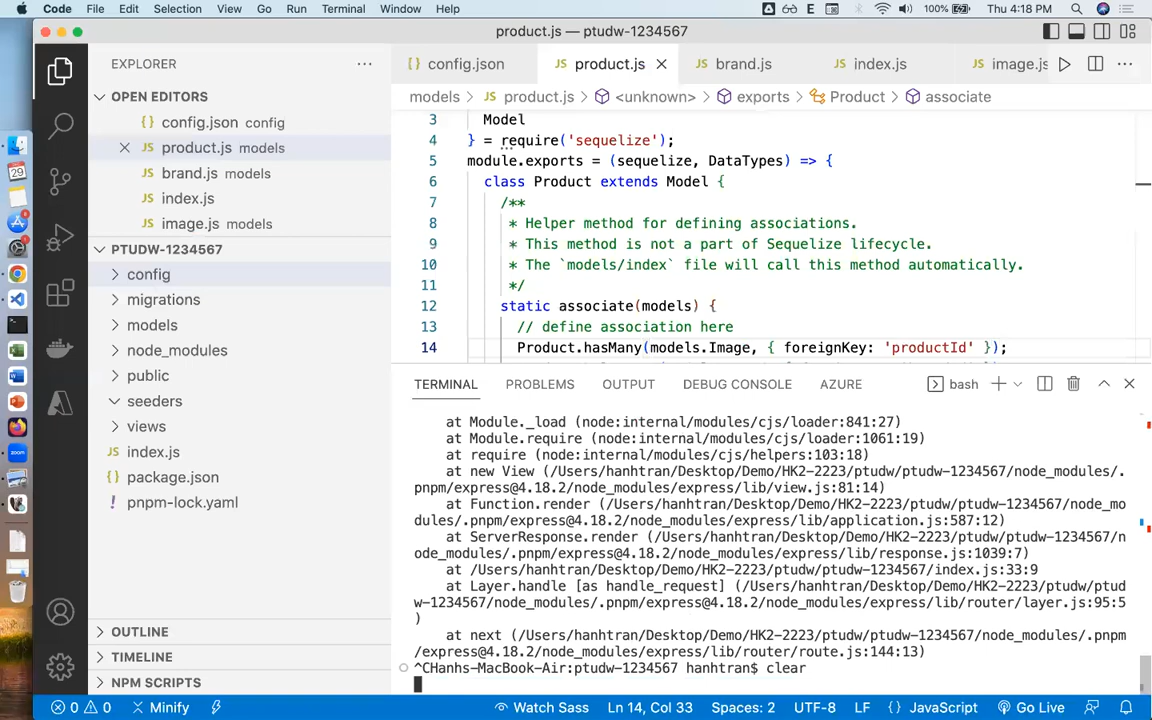 Code File Edit Selection View Go Run Terminal Window Help E 100% Thu 4:18 PM
product.js — ptudw-1234567
EXPLORER
config.json product.js brand.js index.js image.js
OPEN EDITORS
models > JS product.js > <unknown> > exports > Product > associate
{} config.json config
JS product.js models
JS brand.js models
JS index.js
JS image.js models
3 Model
4 } = require('sequelize');
5 module.exports = (sequelize, DataTypes) => {
6 class Product extends Model {
7 /**
8 * Helper method for defining associations.
9 * This method is not a part of Sequelize lifecycle.
10 * The `models/index` file will call this method automatically.
11 */
12 static associate(models) {
13 // define association here
14 Product.hasMany(models.Image, { foreignKey: 'productId' });
PTUDW-1234567
config
migrations
models
node_modules
public
seeders
views
JS index.js
{} package.json
! pnpm-lock.yaml
OUTLINE
TIMELINE
NPM SCRIPTS
TERMINAL PROBLEMS OUTPUT DEBUG CONSOLE AZURE bash
at Module._load (node:internal/modules/cjs/loader:841:27)
at Module.require (node:internal/modules/cjs/loader:1061:19)
at require (node:internal/modules/cjs/helpers:103:18)
at new View (/Users/hanhtran/Desktop/Demo/HK2-2223/ptudw/ptudw-1234567/node_modules/.
pnpm/express@4.18.2/node_modules/express/lib/view.js:81:14)
at Function.render (/Users/hanhtran/Desktop/Demo/HK2-2223/ptudw/ptudw-1234567/node_mo
dules/.pnpm/express@4.18.2/node_modules/express/lib/application.js:587:12)
at ServerResponse.render (/Users/hanhtran/Desktop/Demo/HK2-2223/ptudw/ptudw-1234567/n
ode_modules/.pnpm/express@4.18.2/node_modules/express/lib/response.js:1039:7)
at /Users/hanhtran/Desktop/Demo/HK2-2223/ptudw/ptudw-1234567/index.js:33:9
at Layer.handle [as handle_request] (/Users/hanhtran/Desktop/Demo/HK2-2223/ptudw/ptud
w-1234567/node_modules/.pnpm/express@4.18.2/node_modules/express/lib/router/layer.js:95:5
)
at next (/Users/hanhtran/Desktop/Demo/HK2-2223/ptudw/ptudw-1234567/node_modules/.pnpm
/express@4.18.2/node_modules/express/lib/router/route.js:144:13)
^CHanhs-MacBook-Air:ptudw-1234567 hanhtran$ clear
0 0 Minify Watch Sass Ln 14, Col 33 Spaces: 2 UTF-8 LF {} JavaScript Go Live